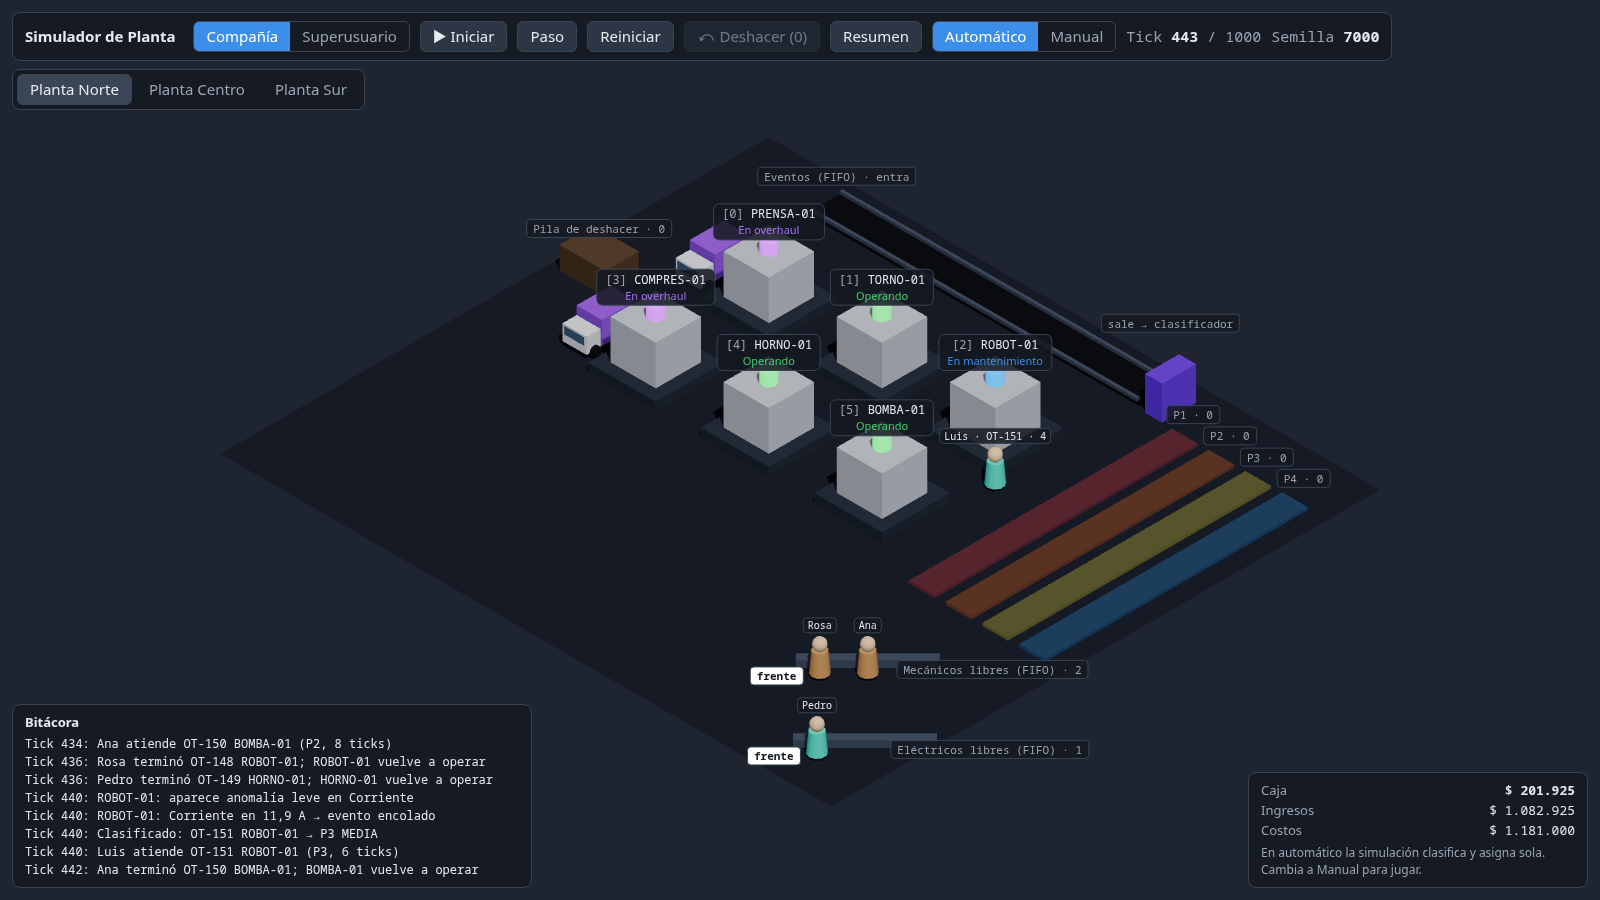 Simulador de Planta
Compañía
Superusuario
▶ Iniciar
Paso
Reiniciar
Deshacer (0)
Resumen
Automático
Manual
Tick 443 / 1000 Semilla 7000
Planta Norte
Planta Centro
Planta Sur
Eventos (FIFO) · entra
Pila de deshacer · 0
[0] PRENSA-01
En overhaul
[3] COMPRES-01
En overhaul
[1] TORNO-01
Operando
sale → clasificador
[4] HORNO-01
Operando
[2] ROBOT-01
En mantenimiento
[5] BOMBA-01
Operando
Luis · OT-151 · 4
P1 · 0
P2 · 0
P3 · 0
P4 · 0
Rosa
Ana
frente
Mecánicos libres (FIFO) · 2
Pedro
frente
Eléctricos libres (FIFO) · 1
Bitácora
Tick 434: Ana atiende OT-150 BOMBA-01 (P2, 8 ticks)
Tick 436: Rosa terminó OT-148 ROBOT-01; ROBOT-01 vuelve a operar
Tick 436: Pedro terminó OT-149 HORNO-01; HORNO-01 vuelve a operar
Tick 440: ROBOT-01: aparece anomalía leve en Corriente
Tick 440: ROBOT-01: Corriente en 11,9 A → evento encolado
Tick 440: Clasificado: OT-151 ROBOT-01 → P3 MEDIA
Tick 440: Luis atiende OT-151 ROBOT-01 (P3, 6 ticks)
Tick 442: Ana terminó OT-150 BOMBA-01; BOMBA-01 vuelve a operar
Caja $ 201.925
Ingresos $ 1.082.925
Costos $ 1.181.000
En automático la simulación clasifica y asigna sola.
Cambia a Manual para jugar.